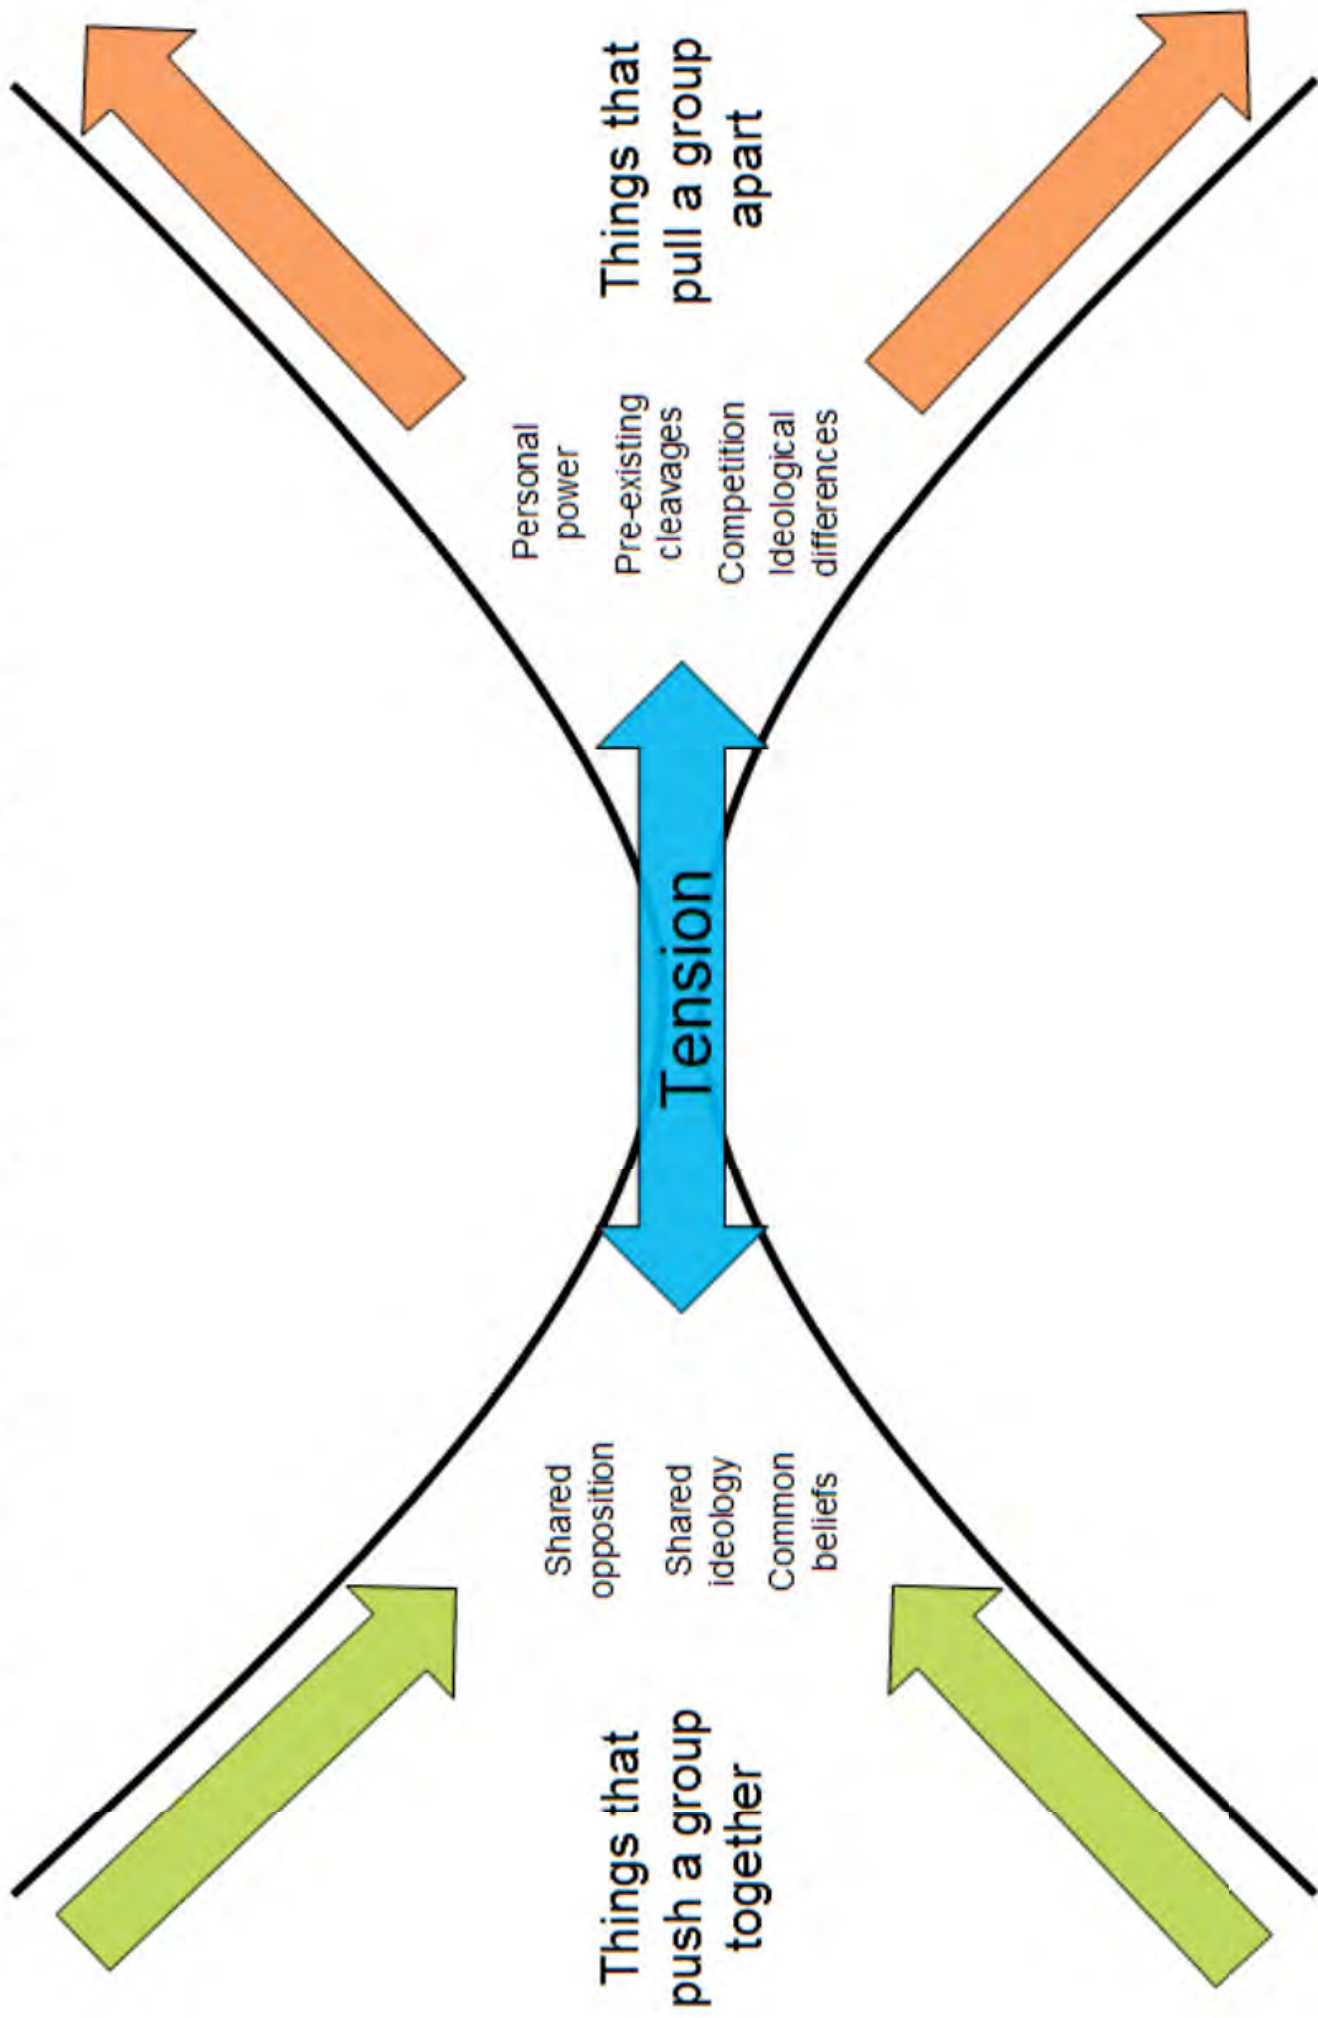 Things that
push a group
together
Shared
opposition
Shared
ideology
Common
beliefs
Tension
Personal
power
Pre-existing
cleavages
Competition
Ideological
differences
Things that
pull a group
apart